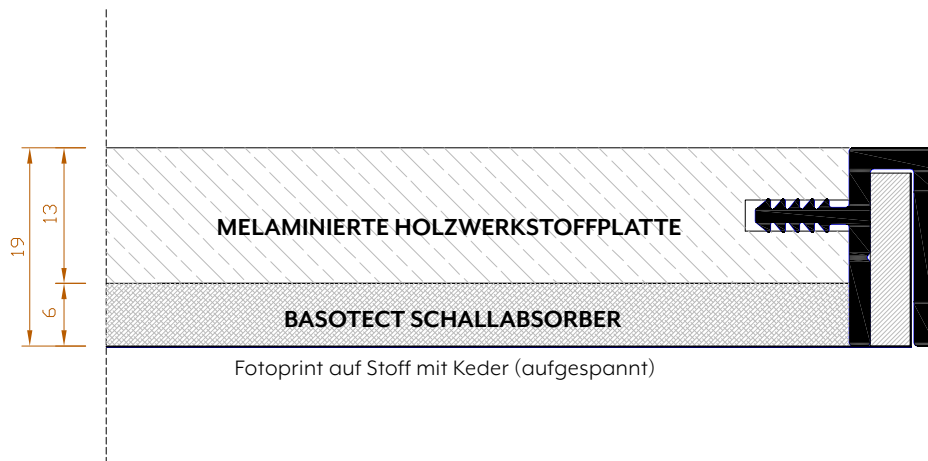 19
13
6
MELAMINIERTE HOLZWERKSTOFFPLATTE
BASOTECT SCHALLABSORBER
Fotoprint auf Stoff mit Keder (aufgespannt)